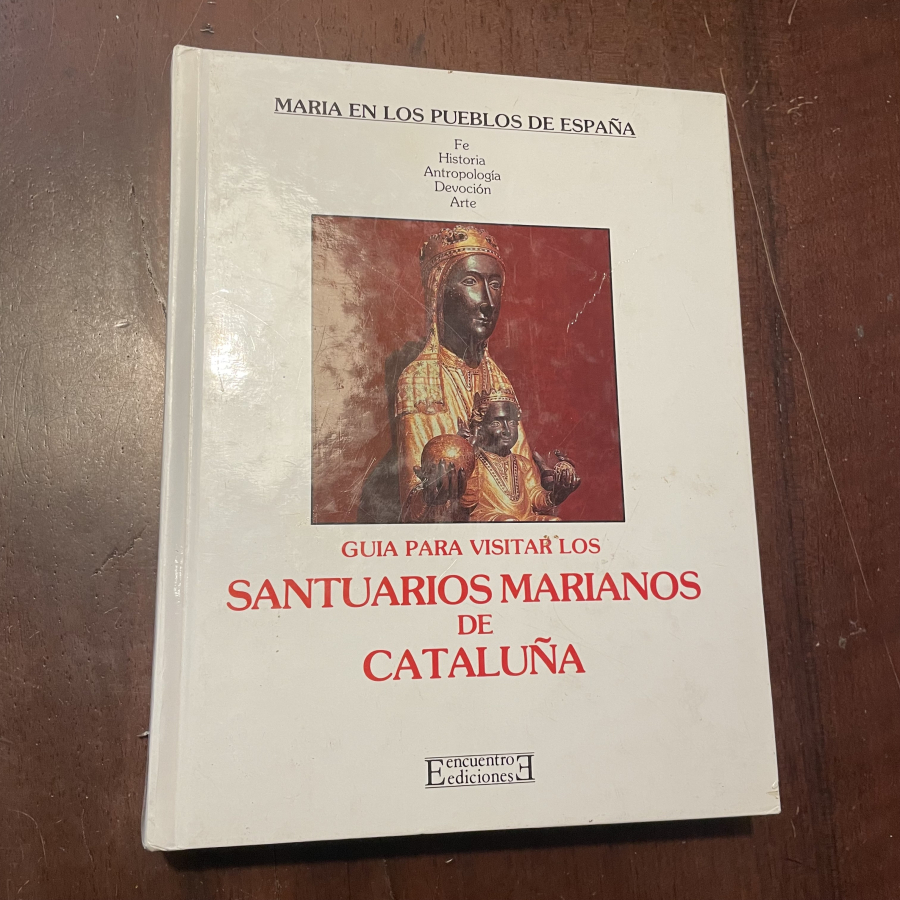 MARIA EN LOS PUEBLOS DE ESPAÑA
Fe
Historia
Antropología
Devoción
Arte
GUIA PARA VISITAR LOS
SANTUARIOS MARIANOS
DE
CATALUÑA
Encuentro
ediciones E